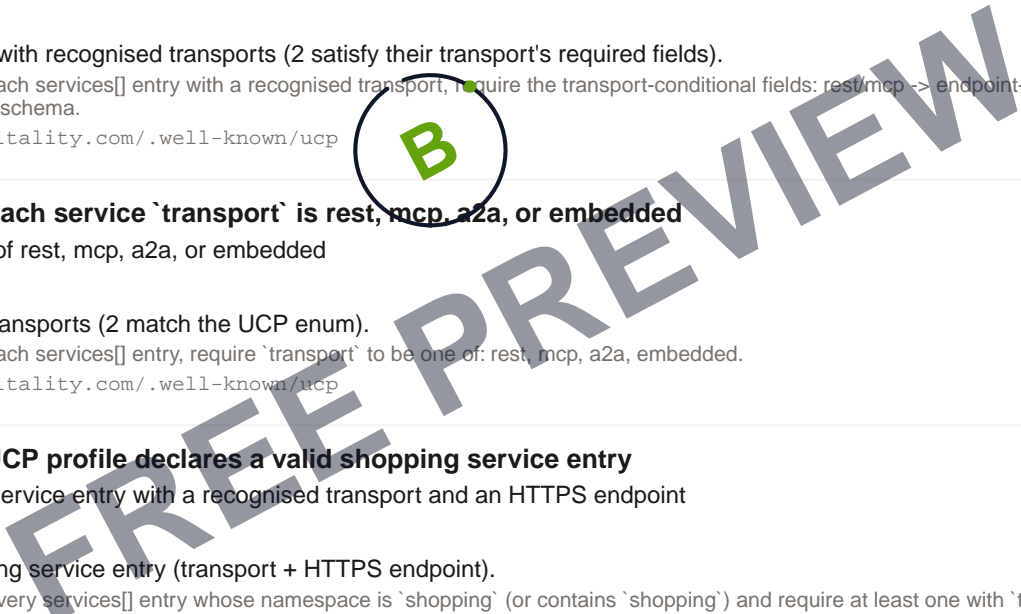 with recognised transports (2 satisfy their transport's required fields).
ach services[] entry with a recognised transport, require the transport-conditional fields: rest/mcp -> endpoint-
schema.
itality.com/.well-known/ucp
B
ach service `transport` is rest, mcp, a2a, or embedded
of rest, mcp, a2a, or embedded
ansports (2 match the UCP enum).
ach services[] entry, require `transport` to be one of: rest, mcp, a2a, embedded.
itality.com/.well-known/ucp
FREE PREVIEW
UCP profile declares a valid shopping service entry
service entry with a recognised transport and an HTTPS endpoint
ng service entry (transport + HTTPS endpoint).
very services[] entry whose namespace is `shopping` (or contains `shopping`) and require at least one with `t